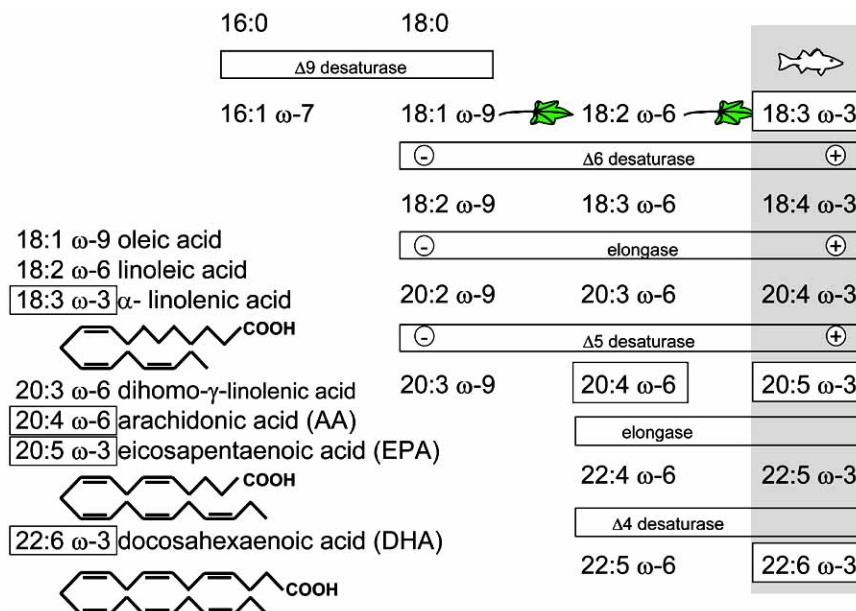 16:0 18:0
Δ9 desaturase
16:1 ω-7 18:1 ω-9 18:2 ω-6 18:3 ω-3
- Δ6 desaturase +
18:2 ω-9 18:3 ω-6 18:4 ω-3
- elongase +
20:2 ω-9 20:3 ω-6 20:4 ω-3
- Δ5 desaturase +
20:3 ω-9 20:4 ω-6 20:5 ω-3
elongase
22:4 ω-6 22:5 ω-3
Δ4 desaturase
22:5 ω-6 22:6 ω-3
18:1 ω-9 oleic acid
18:2 ω-6 linoleic acid
18:3 ω-3 α- linolenic acid
COOH
20:3 ω-6 dihomo-γ-linolenic acid
20:4 ω-6 arachidonic acid (AA)
20:5 ω-3 eicosapentaenoic acid (EPA)
COOH
22:6 ω-3 docosahexaenoic acid (DHA)
COOH